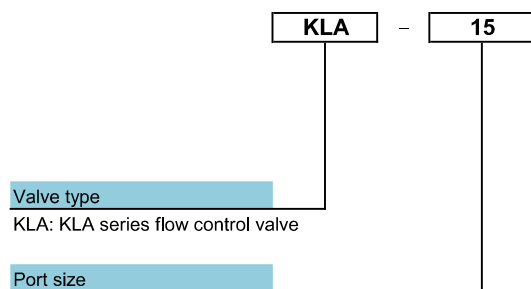 KLA - 15
Valve type
KLA: KLA series flow control valve
Port size